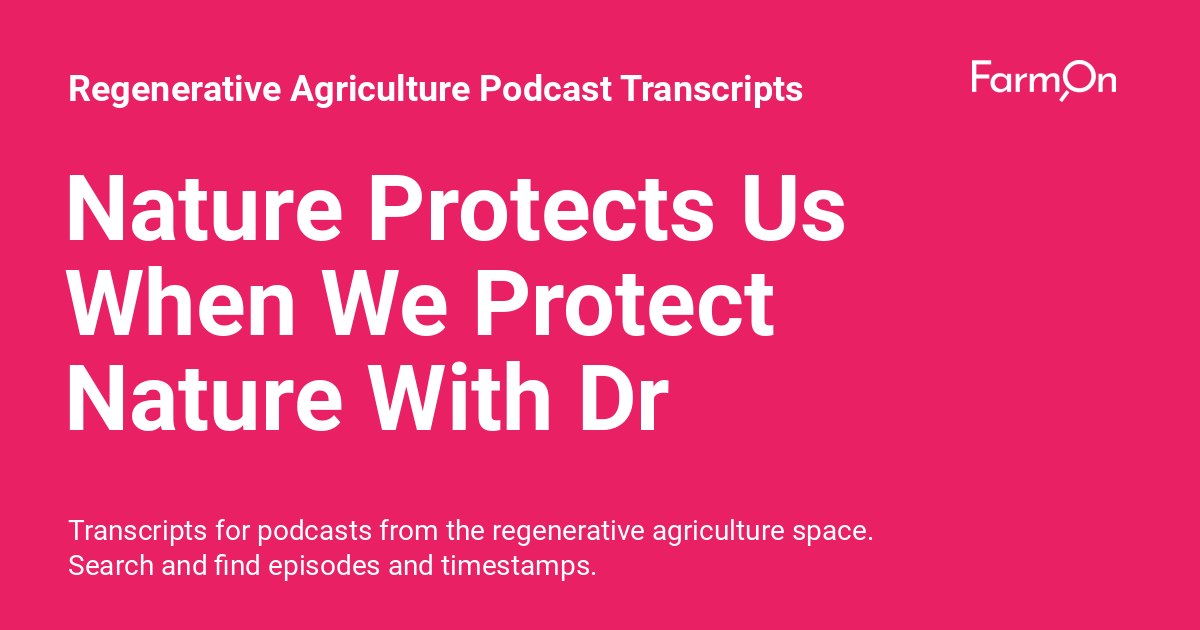 Regenerative Agriculture Podcast Transcripts
FarmOn
Nature Protects Us
When We Protect
Nature With Dr
Transcripts for podcasts from the regenerative agriculture space.
Search and find episodes and timestamps.